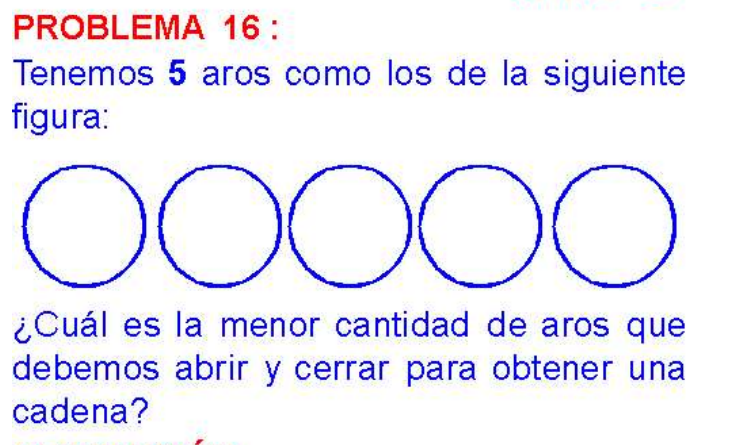 PROBLEMA 16 :
Tenemos 5 aros como los de la siguiente
figura:
¿Cuál es la menor cantidad de aros que
debemos abrir y cerrar para obtener una
cadena?